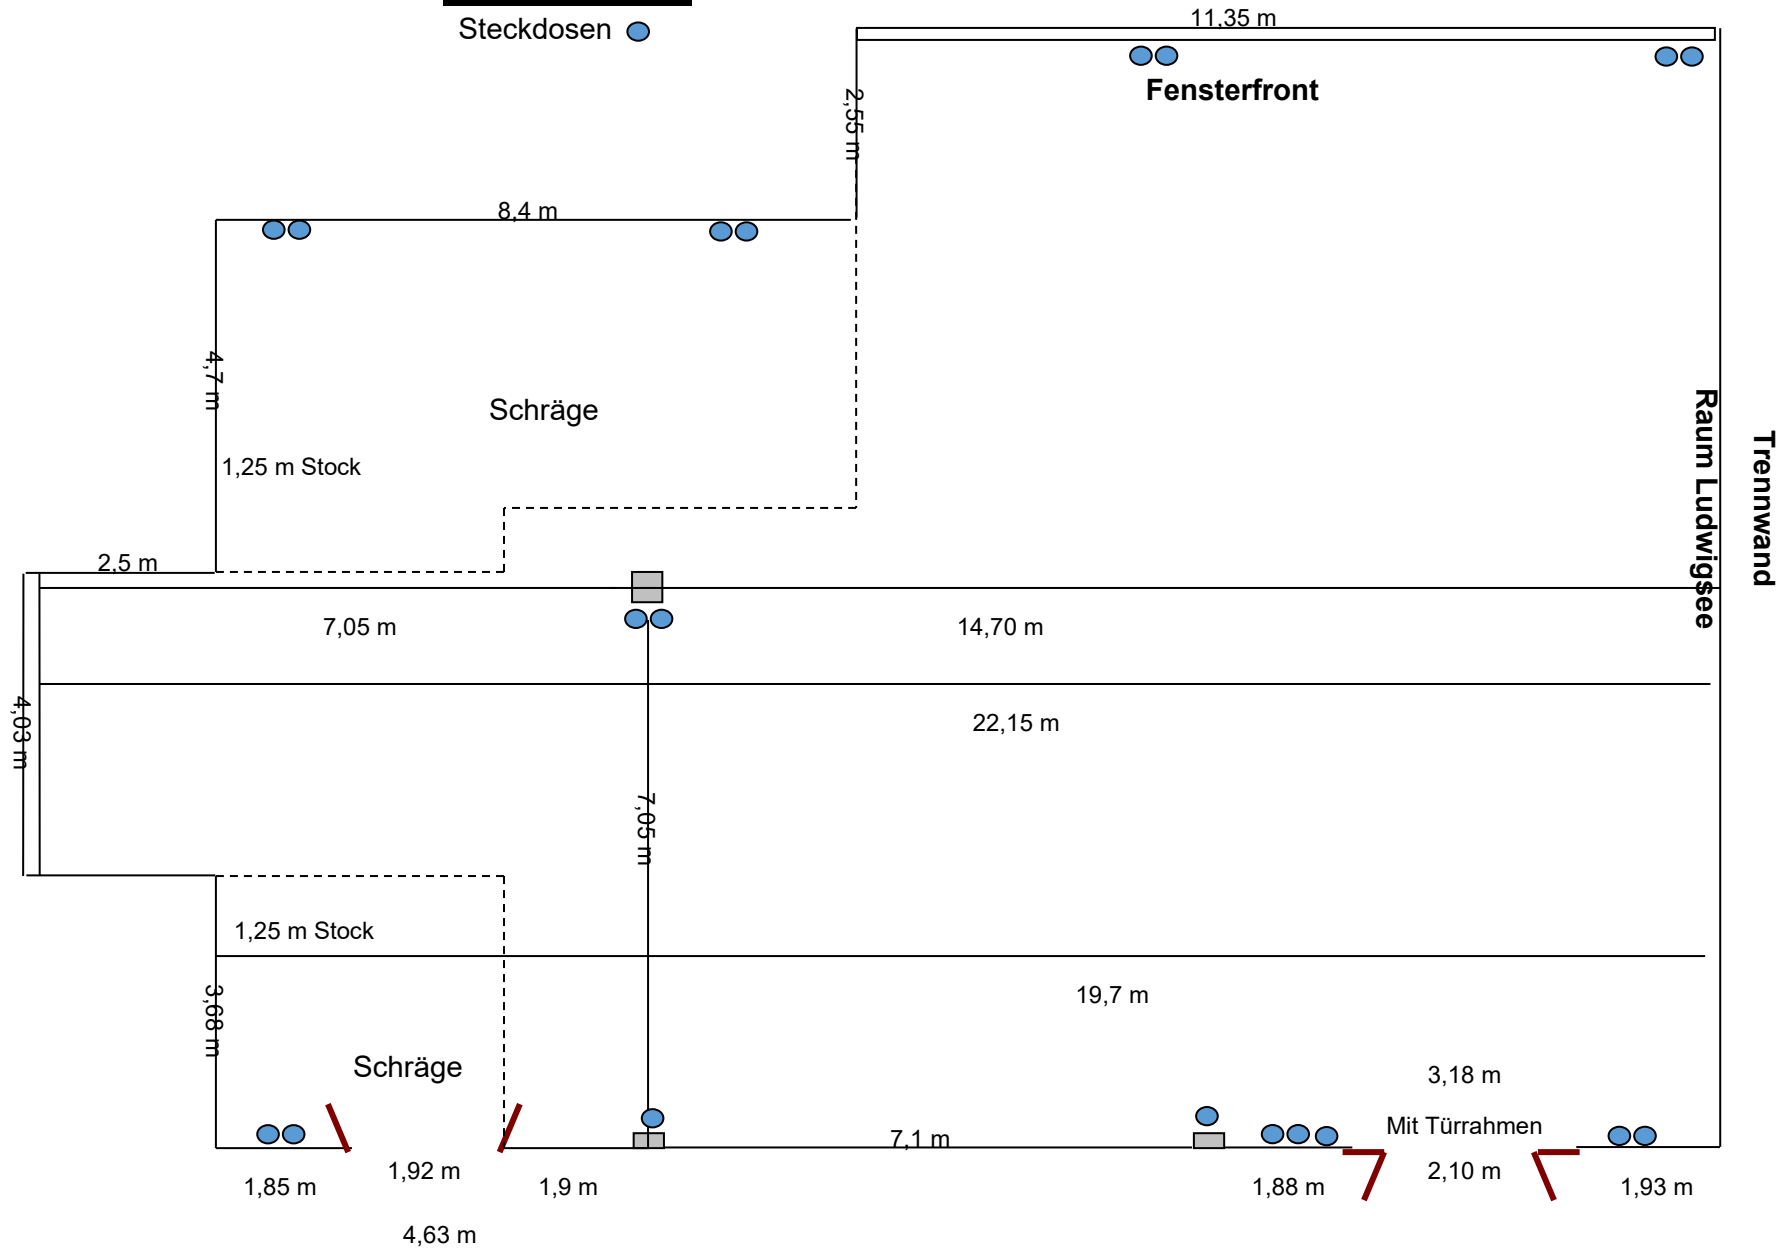 Steckdosen
11,35 m
Fensterfront
2,55 m
8,4 m
4,7 m
Schräge
1,25 m Stock
Raum Ludwigsee
Trennwand
2,5 m
7,05 m
14,70 m
4,03 m
22,15 m
7,05 m
1,25 m Stock
3,68 m
19,7 m
Schräge
3,18 m
Mit Türrahmen
7,1 m
1,92 m
2,10 m
1,85 m
1,9 m
1,88 m
1,93 m
4,63 m